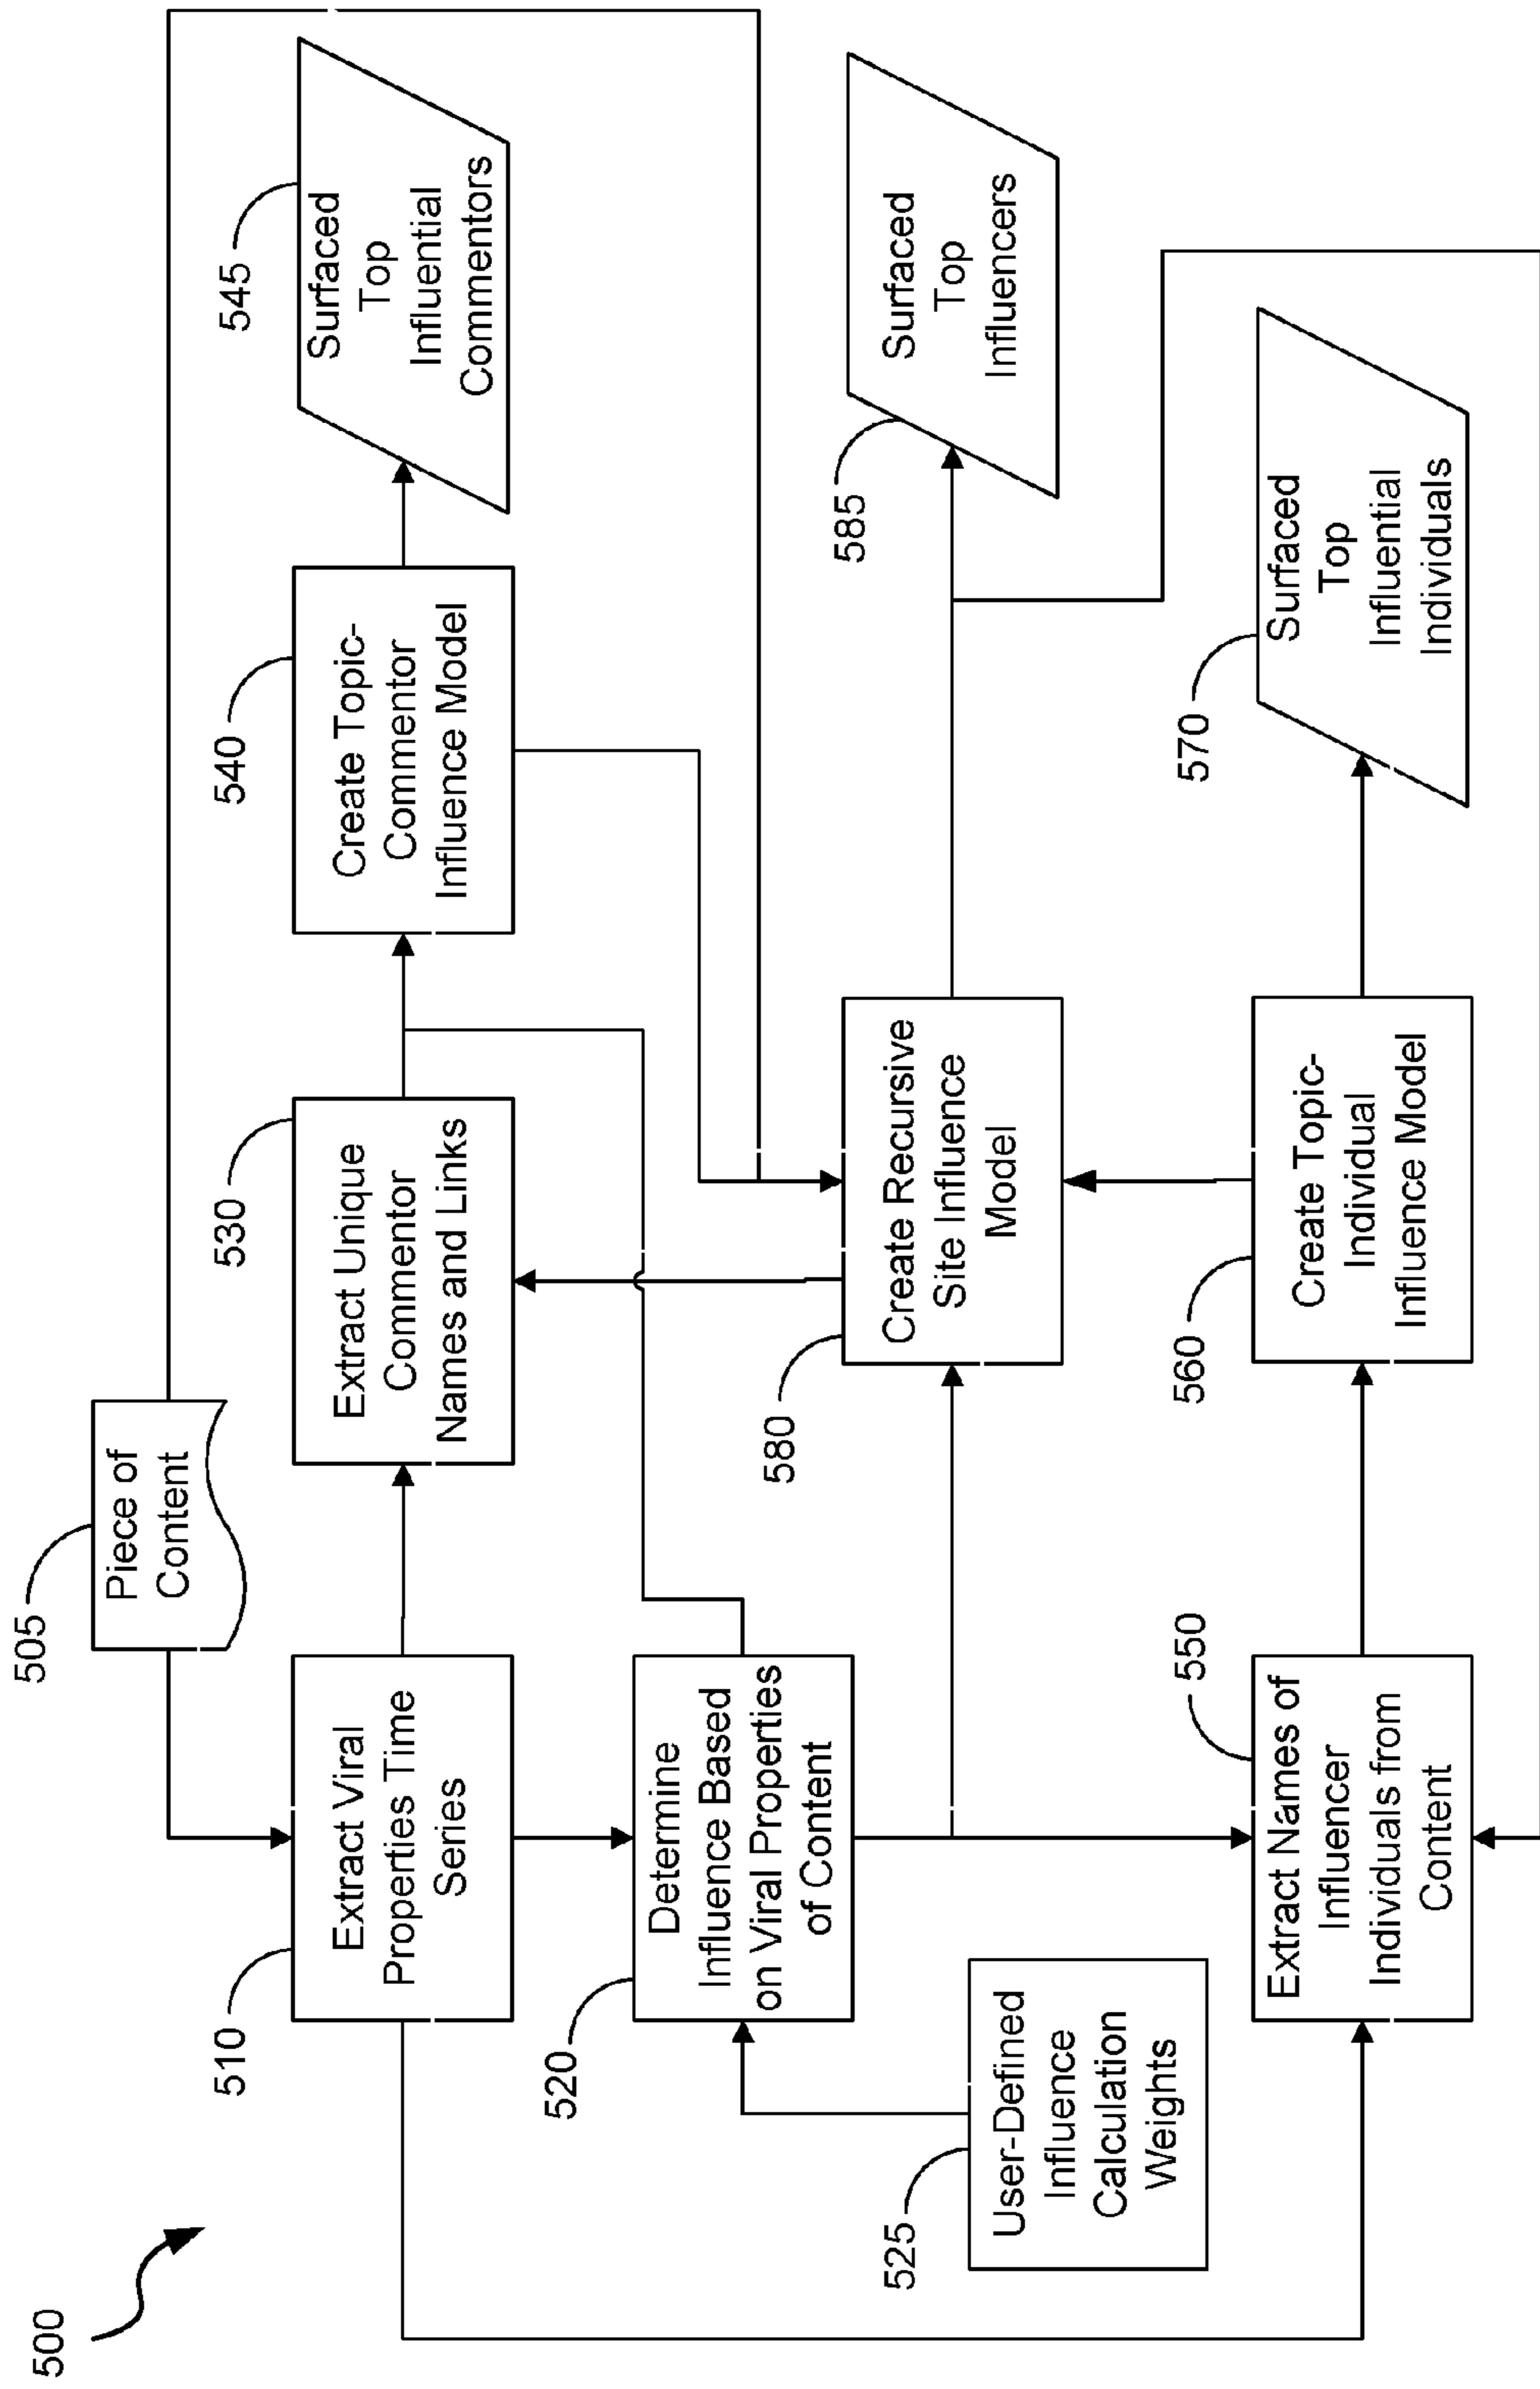 500
505
Piece of
Content
510
Extract Viral
Properties Time
Series
530
Extract Unique
Commentor
Names and Links
540
Create Topic-
Commentor
Influence Model
545
Surfaced
Top
Influential
Commentors
520
Determine
Influence Based
on Viral Properties
of Content
525
User-Defined
Influence
Calculation
Weights
580
Create Recursive
Site Influence
Model
585
Surfaced
Top
Influencers
550
Extract Names of
Influencer
Individuals from
Content
560
Create Topic-
Individual
Influence Model
570
Surfaced
Top
Influential
Individuals